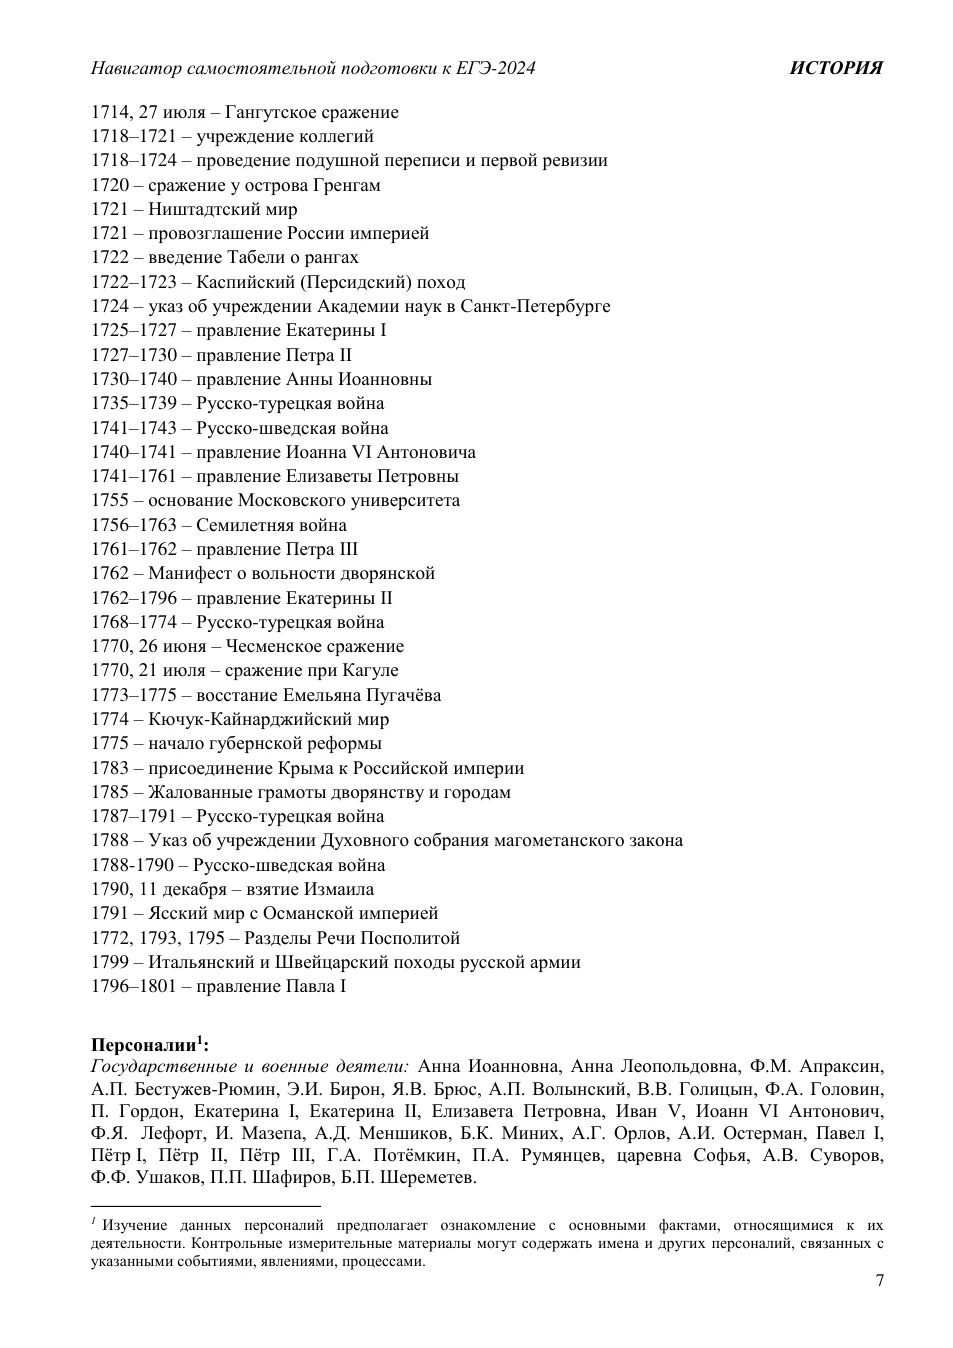 Навигатор самостоятельной подготовки к ЕГЭ-2024 ИСТОРИЯ
1714, 27 июля – Гангутское сражение
1718–1721 – учреждение коллегий
1718–1724 – проведение подушной переписи и первой ревизии
1720 – сражение у острова Гренгам
1721 – Ништадтский мир
1721 – провозглашение России империей
1722 – введение Табели о рангах
1722–1723 – Каспийский (Персидский) поход
1724 – указ об учреждении Академии наук в Санкт-Петербурге
1725–1727 – правление Екатерины I
1727–1730 – правление Петра II
1730–1740 – правление Анны Иоанновны
1735–1739 – Русско-турецкая война
1741–1743 – Русско-шведская война
1740–1741 – правление Иоанна VI Антоновича
1741–1761 – правление Елизаветы Петровны
1755 – основание Московского университета
1756–1763 – Семилетняя война
1761–1762 – правление Петра III
1762 – Манифест о вольности дворянской
1762–1796 – правление Екатерины II
1768–1774 – Русско-турецкая война
1770, 26 июня – Чесменское сражение
1770, 21 июля – сражение при Кагуле
1773–1775 – восстание Емельяна Пугачёва
1774 – Кючук-Кайнарджийский мир
1775 – начало губернской реформы
1783 – присоединение Крыма к Российской империи
1785 – Жалованные грамоты дворянству и городам
1787–1791 – Русско-турецкая война
1788 – Указ об учреждении Духовного собрания магометанского закона
1788-1790 – Русско-шведская война
1790, 11 декабря – взятие Измаила
1791 – Ясский мир с Османской империей
1772, 1793, 1795 – Разделы Речи Посполитой
1799 – Итальянский и Швейцарский походы русской армии
1796–1801 – правление Павла I
Персоналии¹:
Государственные и военные деятели: Анна Иоанновна, Анна Леопольдовна, Ф.М. Апраксин,
А.П. Бестужев-Рюмин, Э.И. Бирон, Я.В. Брюс, А.П. Волынский, В.В. Голицын, Ф.А. Головин,
П. Гордон, Екатерина I, Екатерина II, Елизавета Петровна, Иван V, Иоанн VI Антонович,
Ф.Я. Лефорт, И. Мазепа, А.Д. Меншиков, Б.К. Миних, А.Г. Орлов, А.И. Остерман, Павел I,
Пётр I, Пётр II, Пётр III, Г.А. Потёмкин, П.А. Румянцев, царевна Софья, А.В. Суворов,
Ф.Ф. Ушаков, П.П. Шафиров, Б.П. Шереметев.
¹ Изучение данных персоналий предполагает ознакомление с основными фактами, относящимися к их
деятельности. Контрольные измерительные материалы могут содержать имена и других персоналий, связанных с
указанными событиями, явлениями, процессами.
7